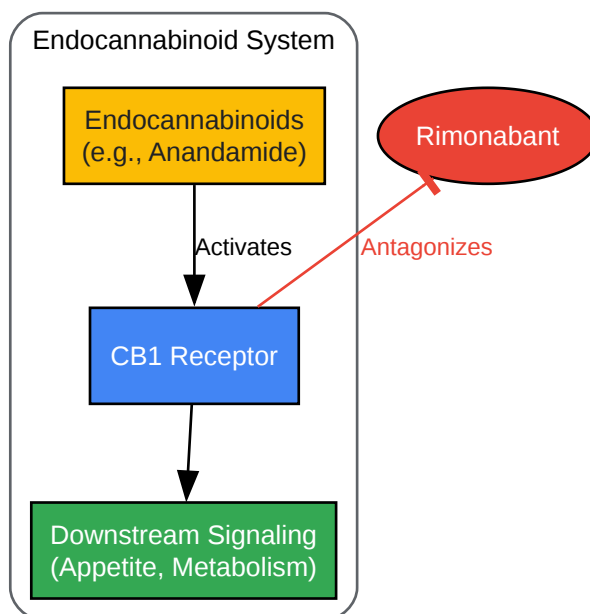 Endocannabinoid System
Endocannabinoids
(e.g., Anandamide)
Rimonabant
Activates
Antagonizes
CB1 Receptor
Downstream Signaling
(Appetite, Metabolism)